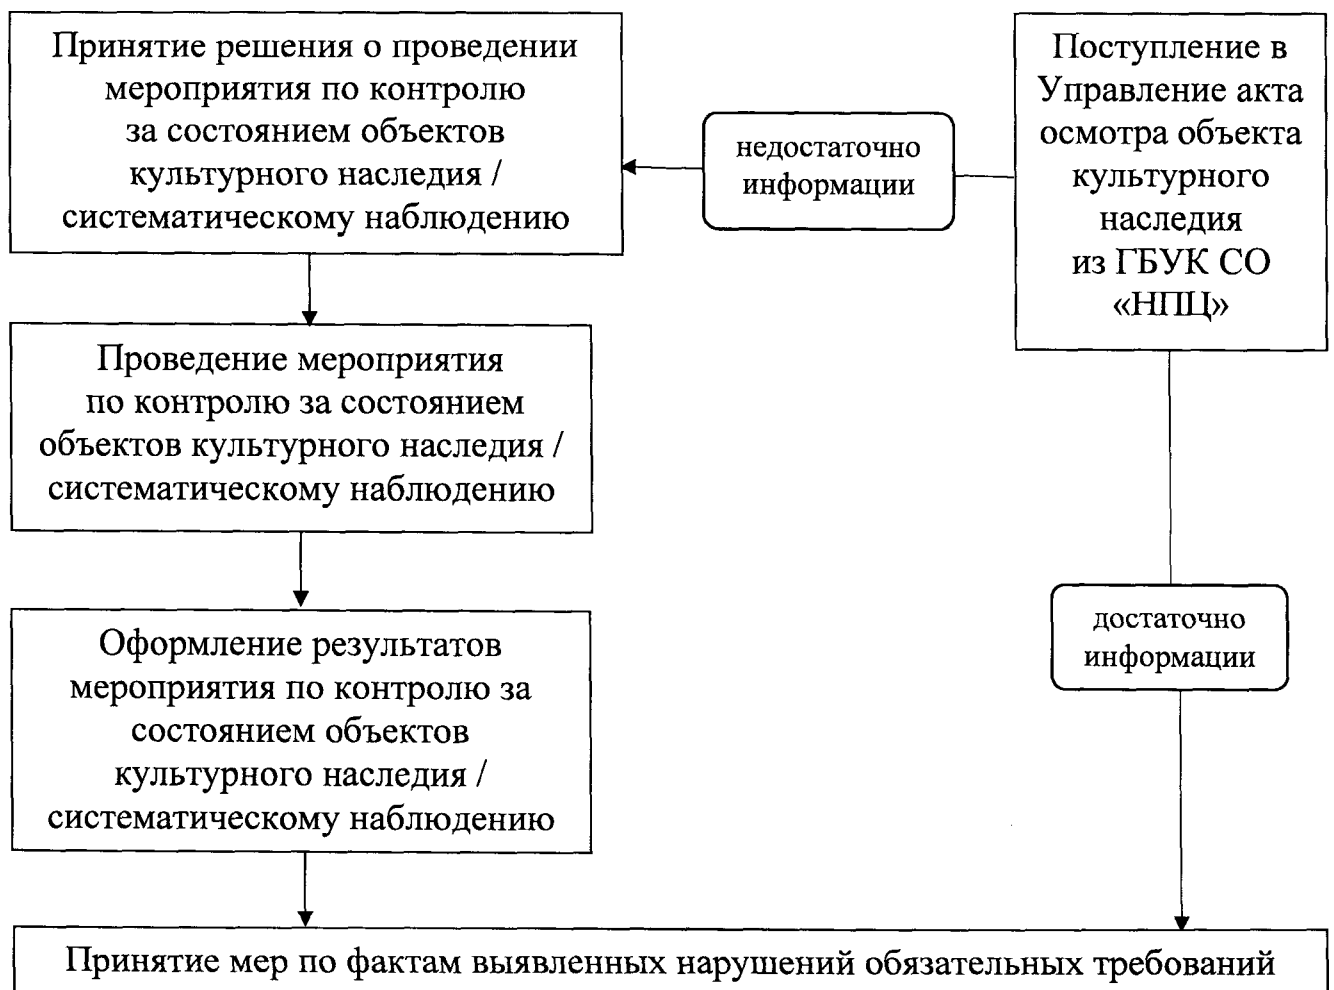 Принятие решения о проведении
мероприятия по контролю
за состоянием объектов
культурного наследия /
систематическому наблюдению
недостаточно
информации
Поступление в
Управление акта
осмотра объекта
культурного
наследия
из ГБУК СО
«НПЦ»
Проведение мероприятия
по контролю за состоянием
объектов культурного наследия /
систематическому наблюдению
достаточно
информации
Оформление результатов
мероприятия по контролю за
состоянием объектов
культурного наследия /
систематическому наблюдению
Принятие мер по фактам выявленных нарушений обязательных требований